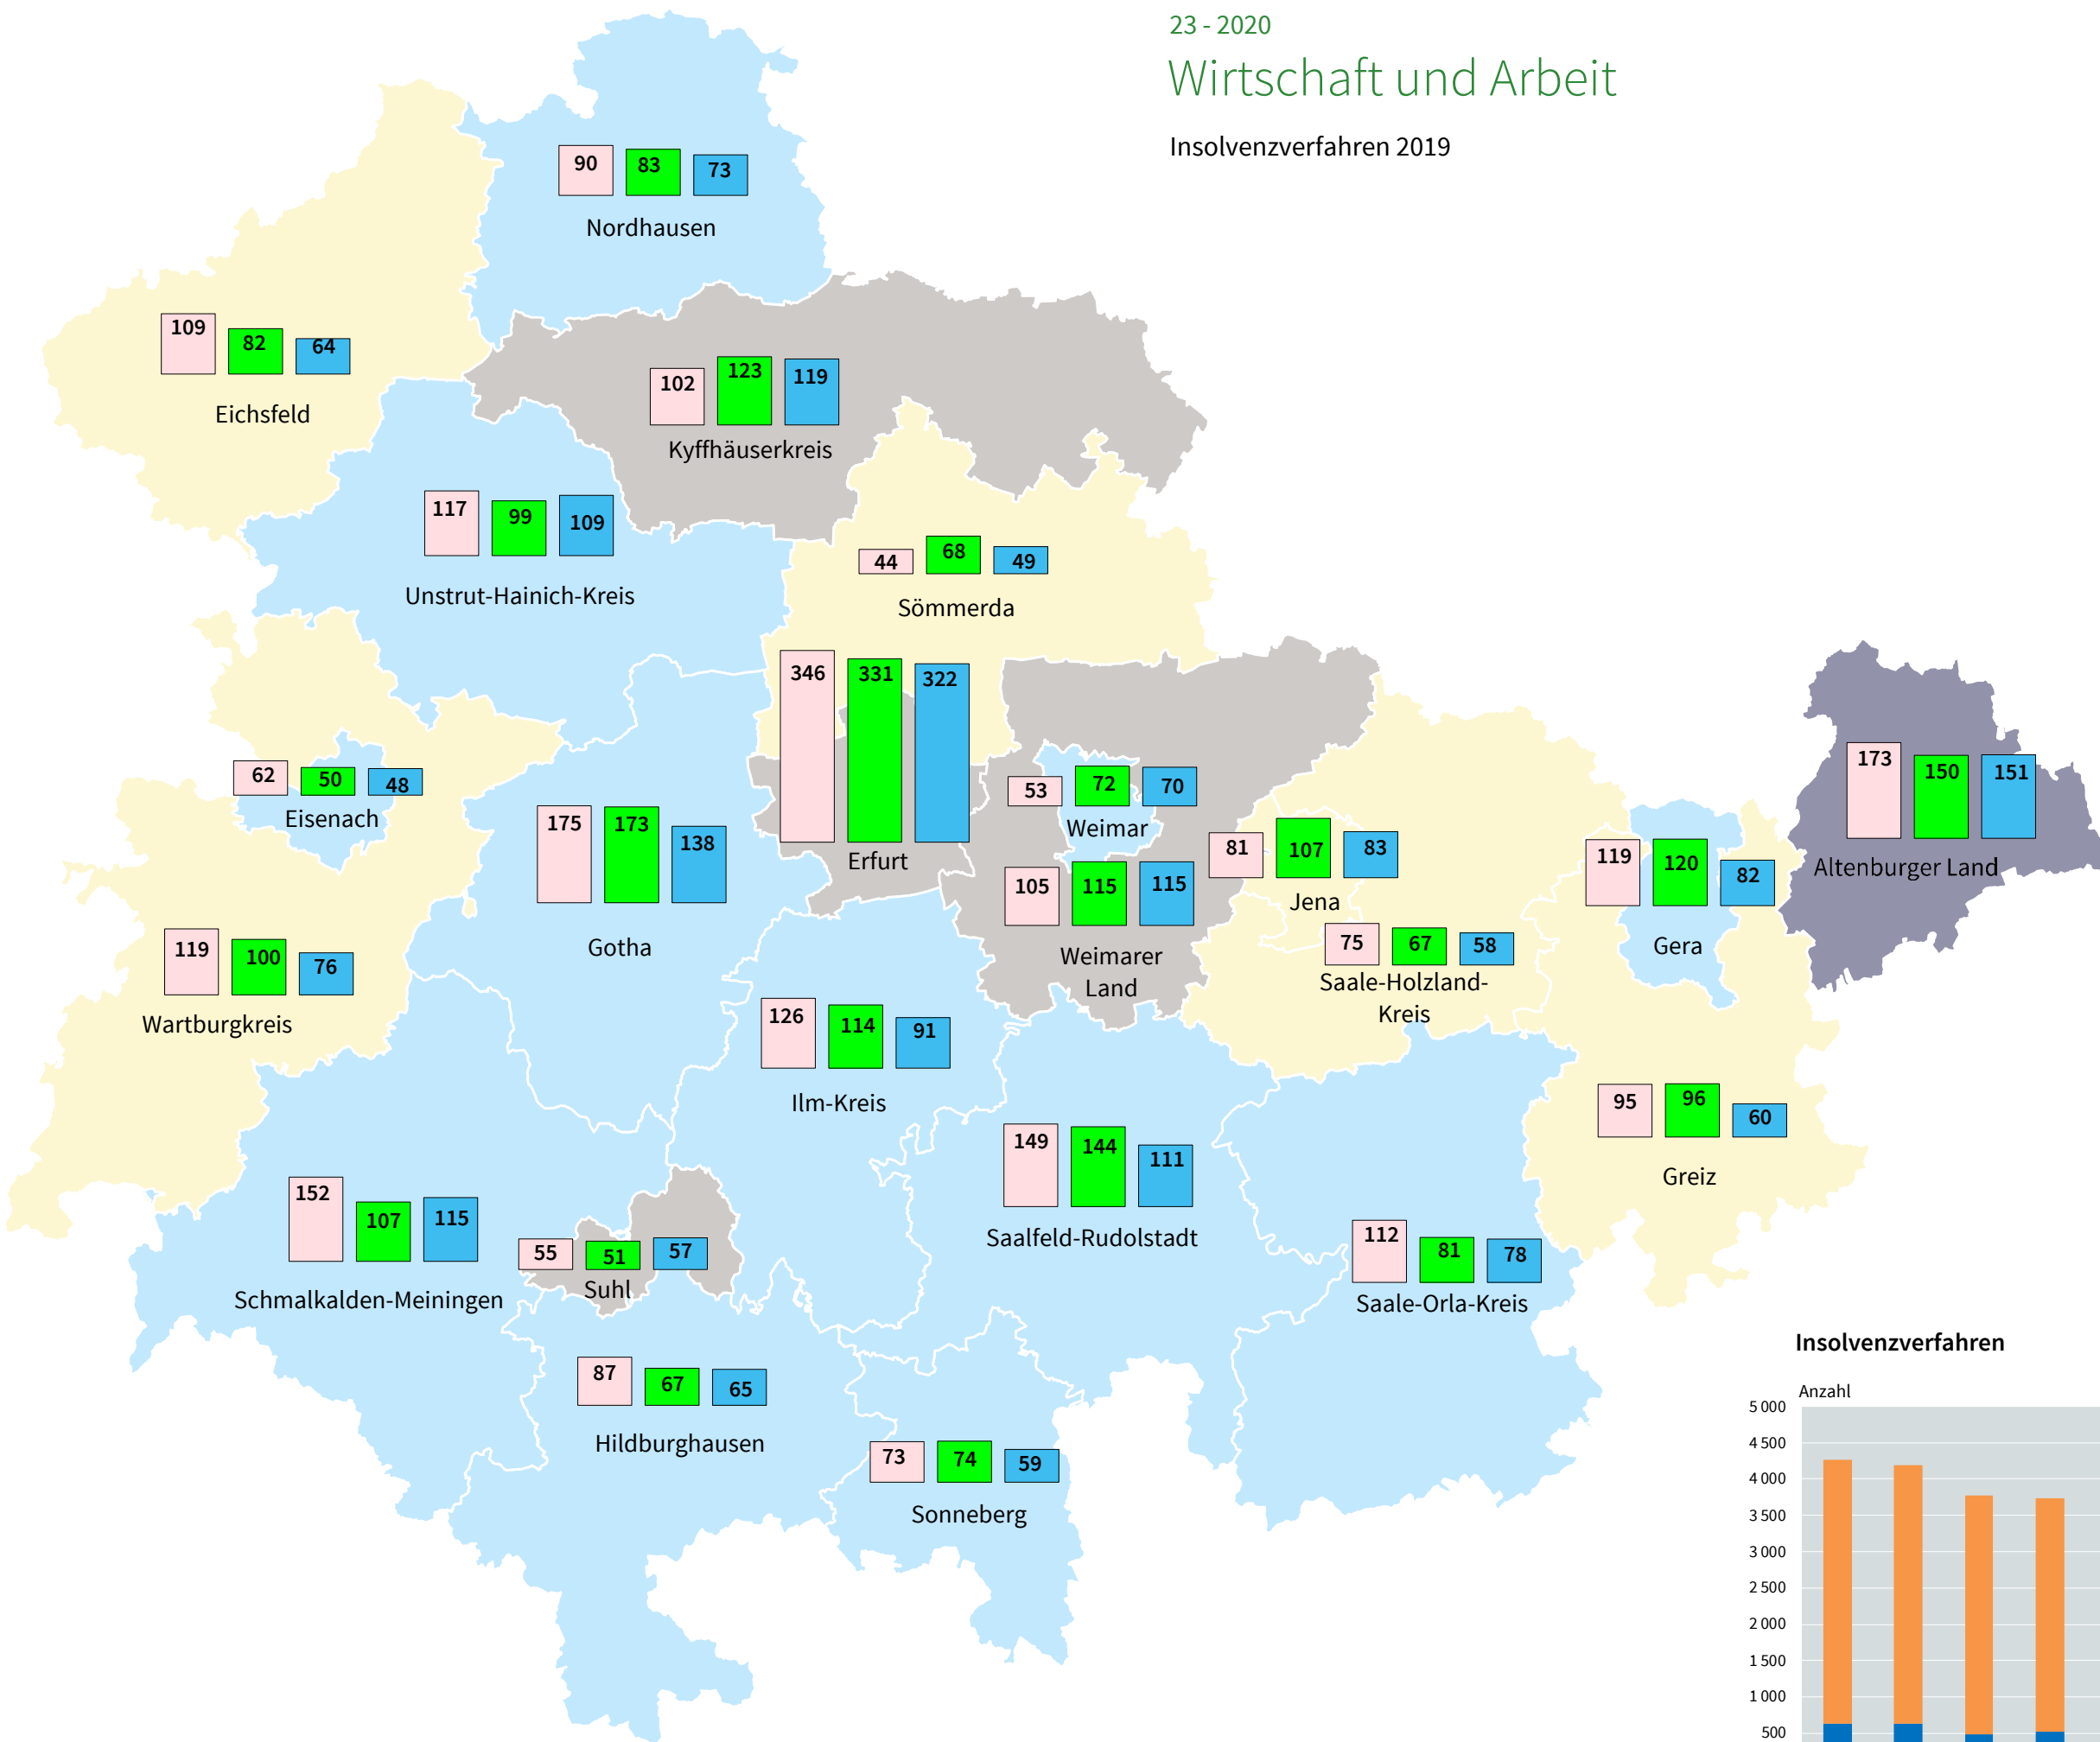 23 - 2020
Wirtschaft und Arbeit
Insolvenzverfahren 2019
90 83 73
Nordhausen
109 82 64
Eichsfeld
102 123 119
Kyffhäuserkreis
117 99 109
Unstrut-Hainich-Kreis
44 68 49
Sömmerda
346 331 322
Erfurt
62 50 48
Eisenach
175 173 138
Gotha
53 72 70
Weimar
105 115 115
Weimarer
Land
81 107 83
Jena
75 67 58
Saale-Holzland-
Kreis
119 120 82
Gera
173 150 151
Altenburger Land
119 100 76
Wartburgkreis
126 114 91
Ilm-Kreis
95 96 60
Greiz
149 144 111
Saalfeld-Rudolstadt
152 107 115
Schmalkalden-Meiningen
55 51 57
Suhl
112 81 78
Saale-Orla-Kreis
87 67 65
Hildburghausen
73 74 59
Sonneberg
Insolvenzverfahren
Anzahl
5 000
4 500
4 000
3 500
3 000
2 500
2 000
1 500
1 000
500